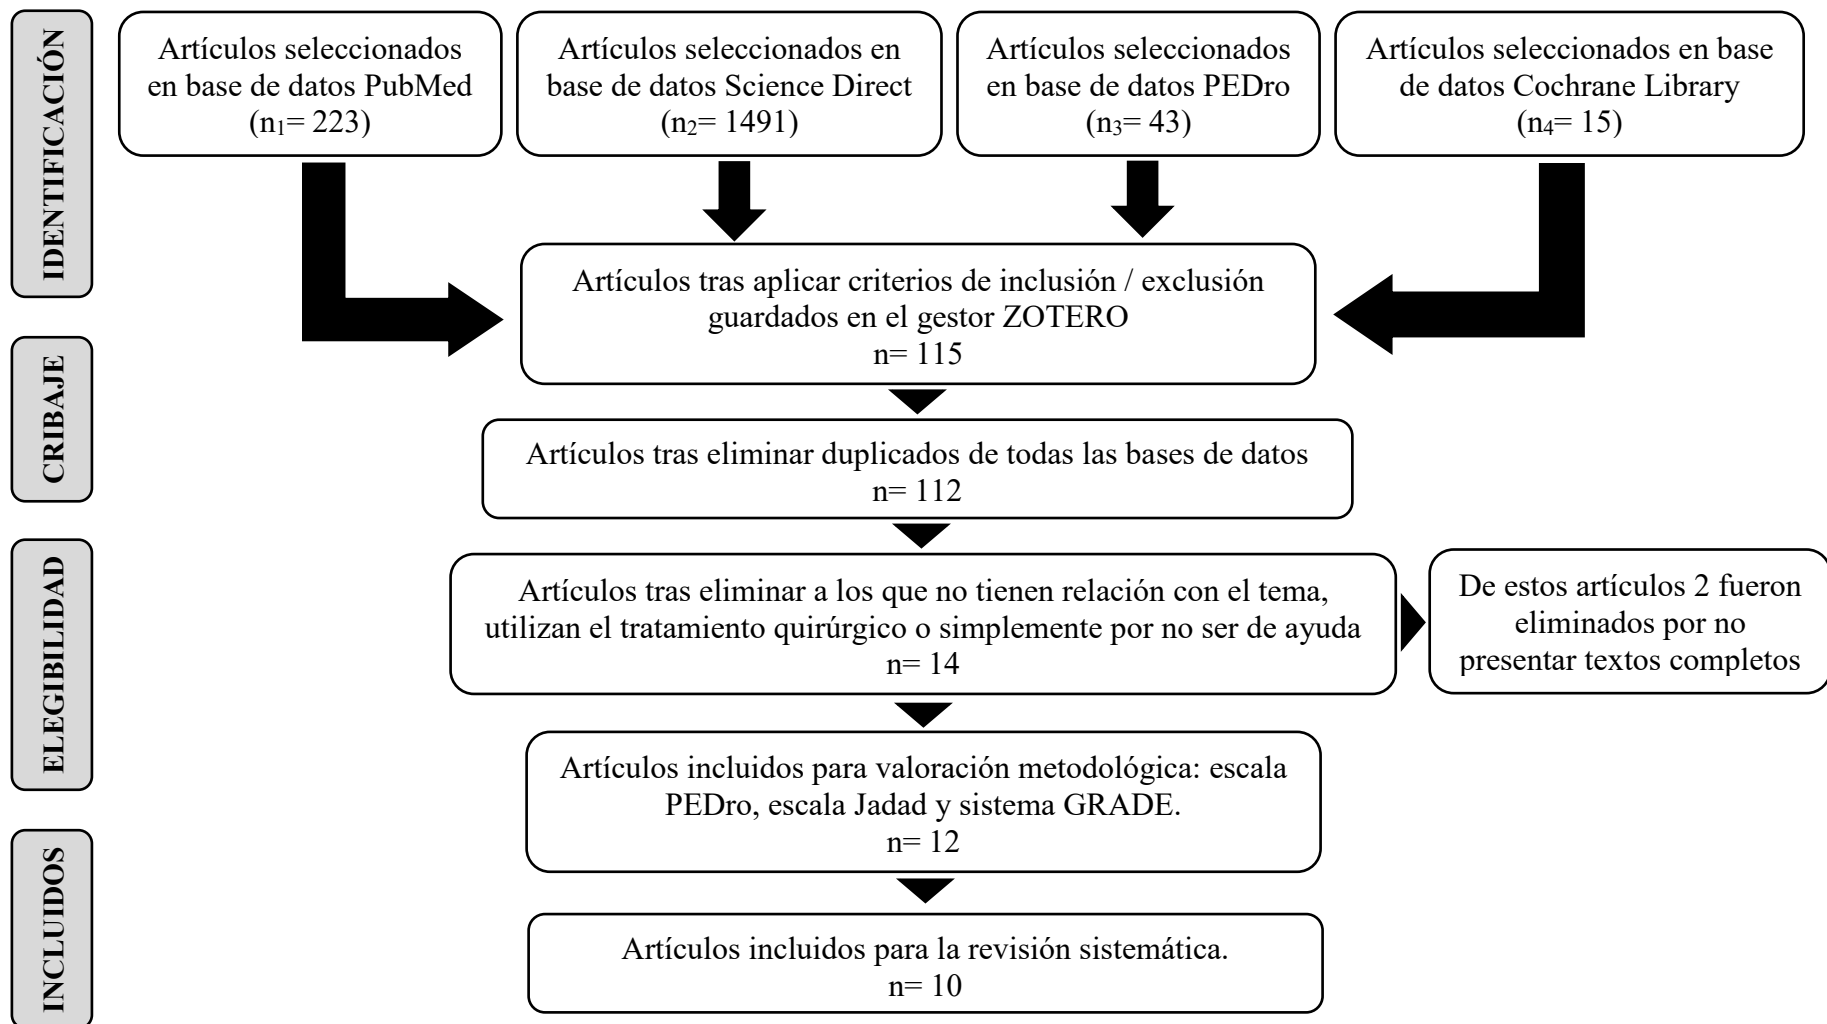 IDENTIFICACIÓN
Artículos seleccionados
en base de datos PubMed
(n₁= 223)
Artículos seleccionados en
base de datos Science Direct
(n₂= 1491)
Artículos seleccionados
en base de datos PEDro
(n₃= 43)
Artículos seleccionados en base
de datos Cochrane Library
(n₄= 15)
Artículos tras aplicar criterios de inclusión / exclusión
guardados en el gestor ZOTERO
n= 115
CRIBAJE
Artículos tras eliminar duplicados de todas las bases de datos
n= 112
ELEGIBILIDAD
Artículos tras eliminar a los que no tienen relación con el tema,
utilizan el tratamiento quirúrgico o simplemente por no ser de ayuda
n= 14
De estos artículos 2 fueron
eliminados por no
presentar textos completos
Artículos incluidos para valoración metodológica: escala
PEDro, escala Jadad y sistema GRADE.
n= 12
INCLUIDOS
Artículos incluidos para la revisión sistemática.
n= 10